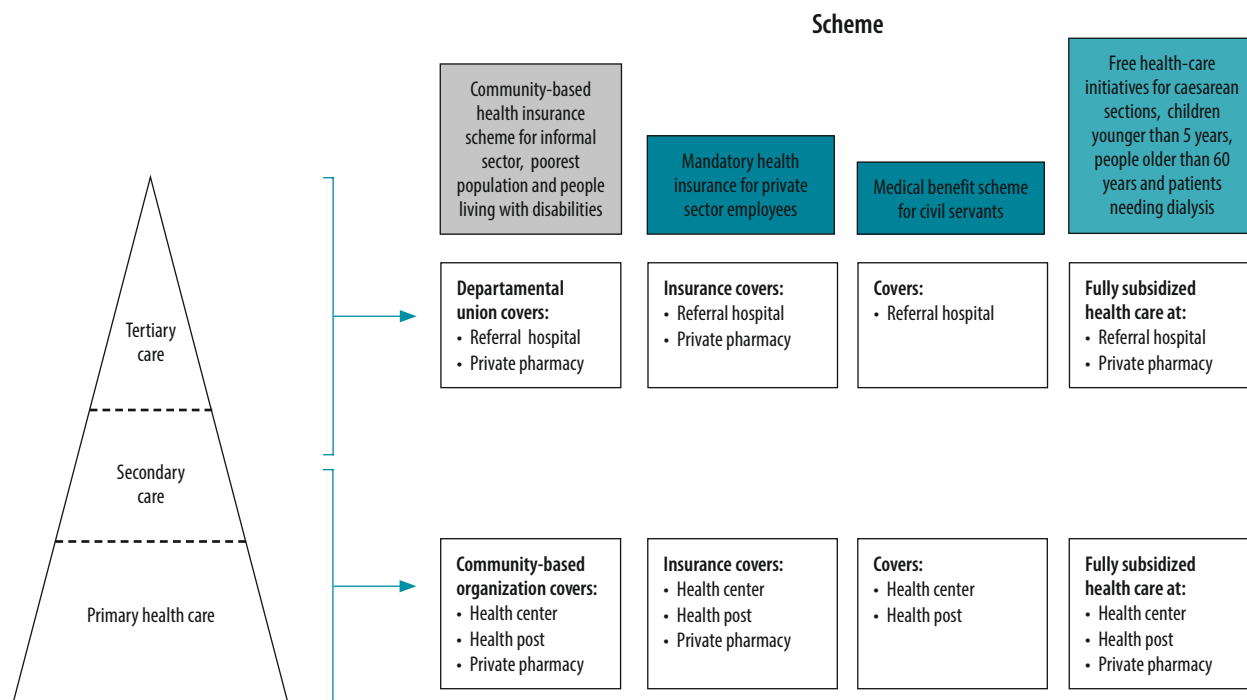 Scheme
Community-based
health insurance
scheme for informal
sector, poorest
population and people
living with disabilities
Mandatory health
insurance for private
sector employees
Medical benefit scheme
for civil servants
Free health-care
initiatives for caesarean
sections, children
younger than 5 years,
people older than 60
years and patients
needing dialysis
Tertiary
care
Departamental
union covers:
• Referral hospital
• Private pharmacy
Insurance covers:
• Referral hospital
• Private pharmacy
Covers:
• Referral hospital
Fully subsidized
health care at:
• Referral hospital
• Private pharmacy
Secondary
care
Primary health care
Community-based
organization covers:
• Health center
• Health post
• Private pharmacy
Insurance covers:
• Health center
• Health post
• Private pharmacy
Covers:
• Health center
• Health post
Fully subsidized
health care at:
• Health center
• Health post
• Private pharmacy